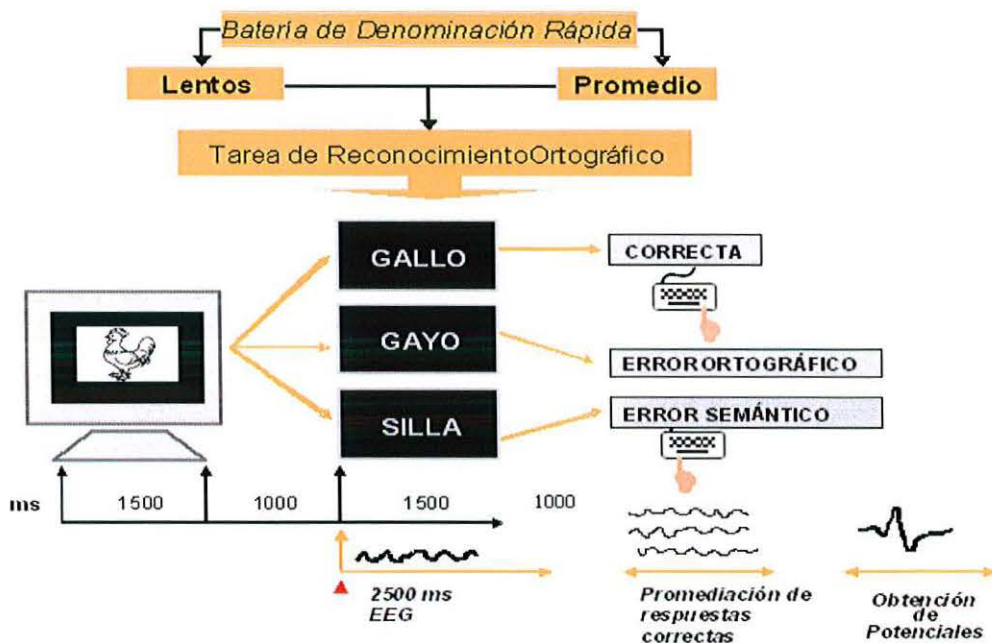 Batería de Denominación Rápida
Lentos
Promedio
Tarea de ReconocimientoOrtográfico
GALLO
CORRECTA
GAYO
ERRORORTOGRÁFICO
SILLA
ERROR SEMÁNTICO
ms
1500
1000
1500
1000
2500 ms
EEG
Promediación de
respuestas
correctas
Obtención
de
Potenciales